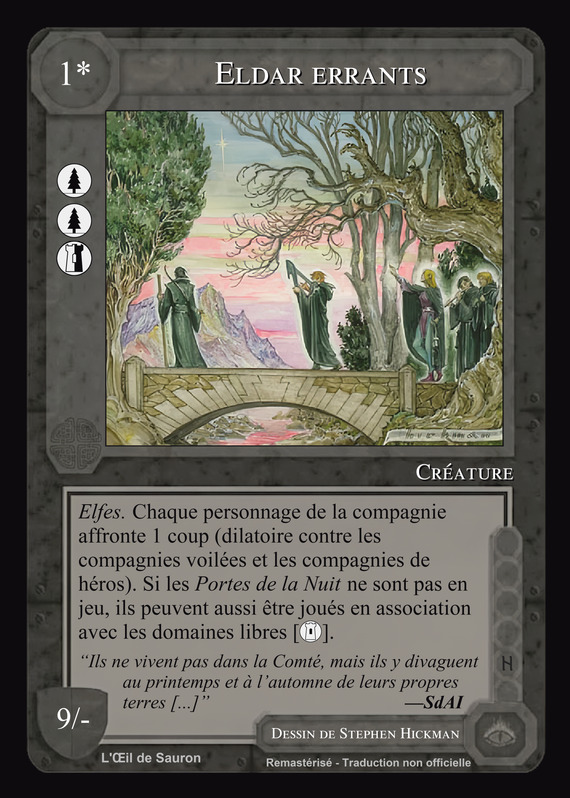 1*
ELDAR ERRANTS
CRÉATURE
Elfes. Chaque personnage de la compagnie
affronte 1 coup (dilatoire contre les
compagnies voilées et les compagnies de
héros). Si les Portes de la Nuit ne sont pas en
jeu, ils peuvent aussi être joués en association
avec les domaines libres [].
“Ils ne vivent pas dans la Comté, mais ils y divaguent
au printemps et à l'automne de leurs propres
terres [...]” —SdAI
9/-
DESSIN DE STEPHEN HICKMAN
L'Œil de Sauron
Remastérisé - Traduction non officielle